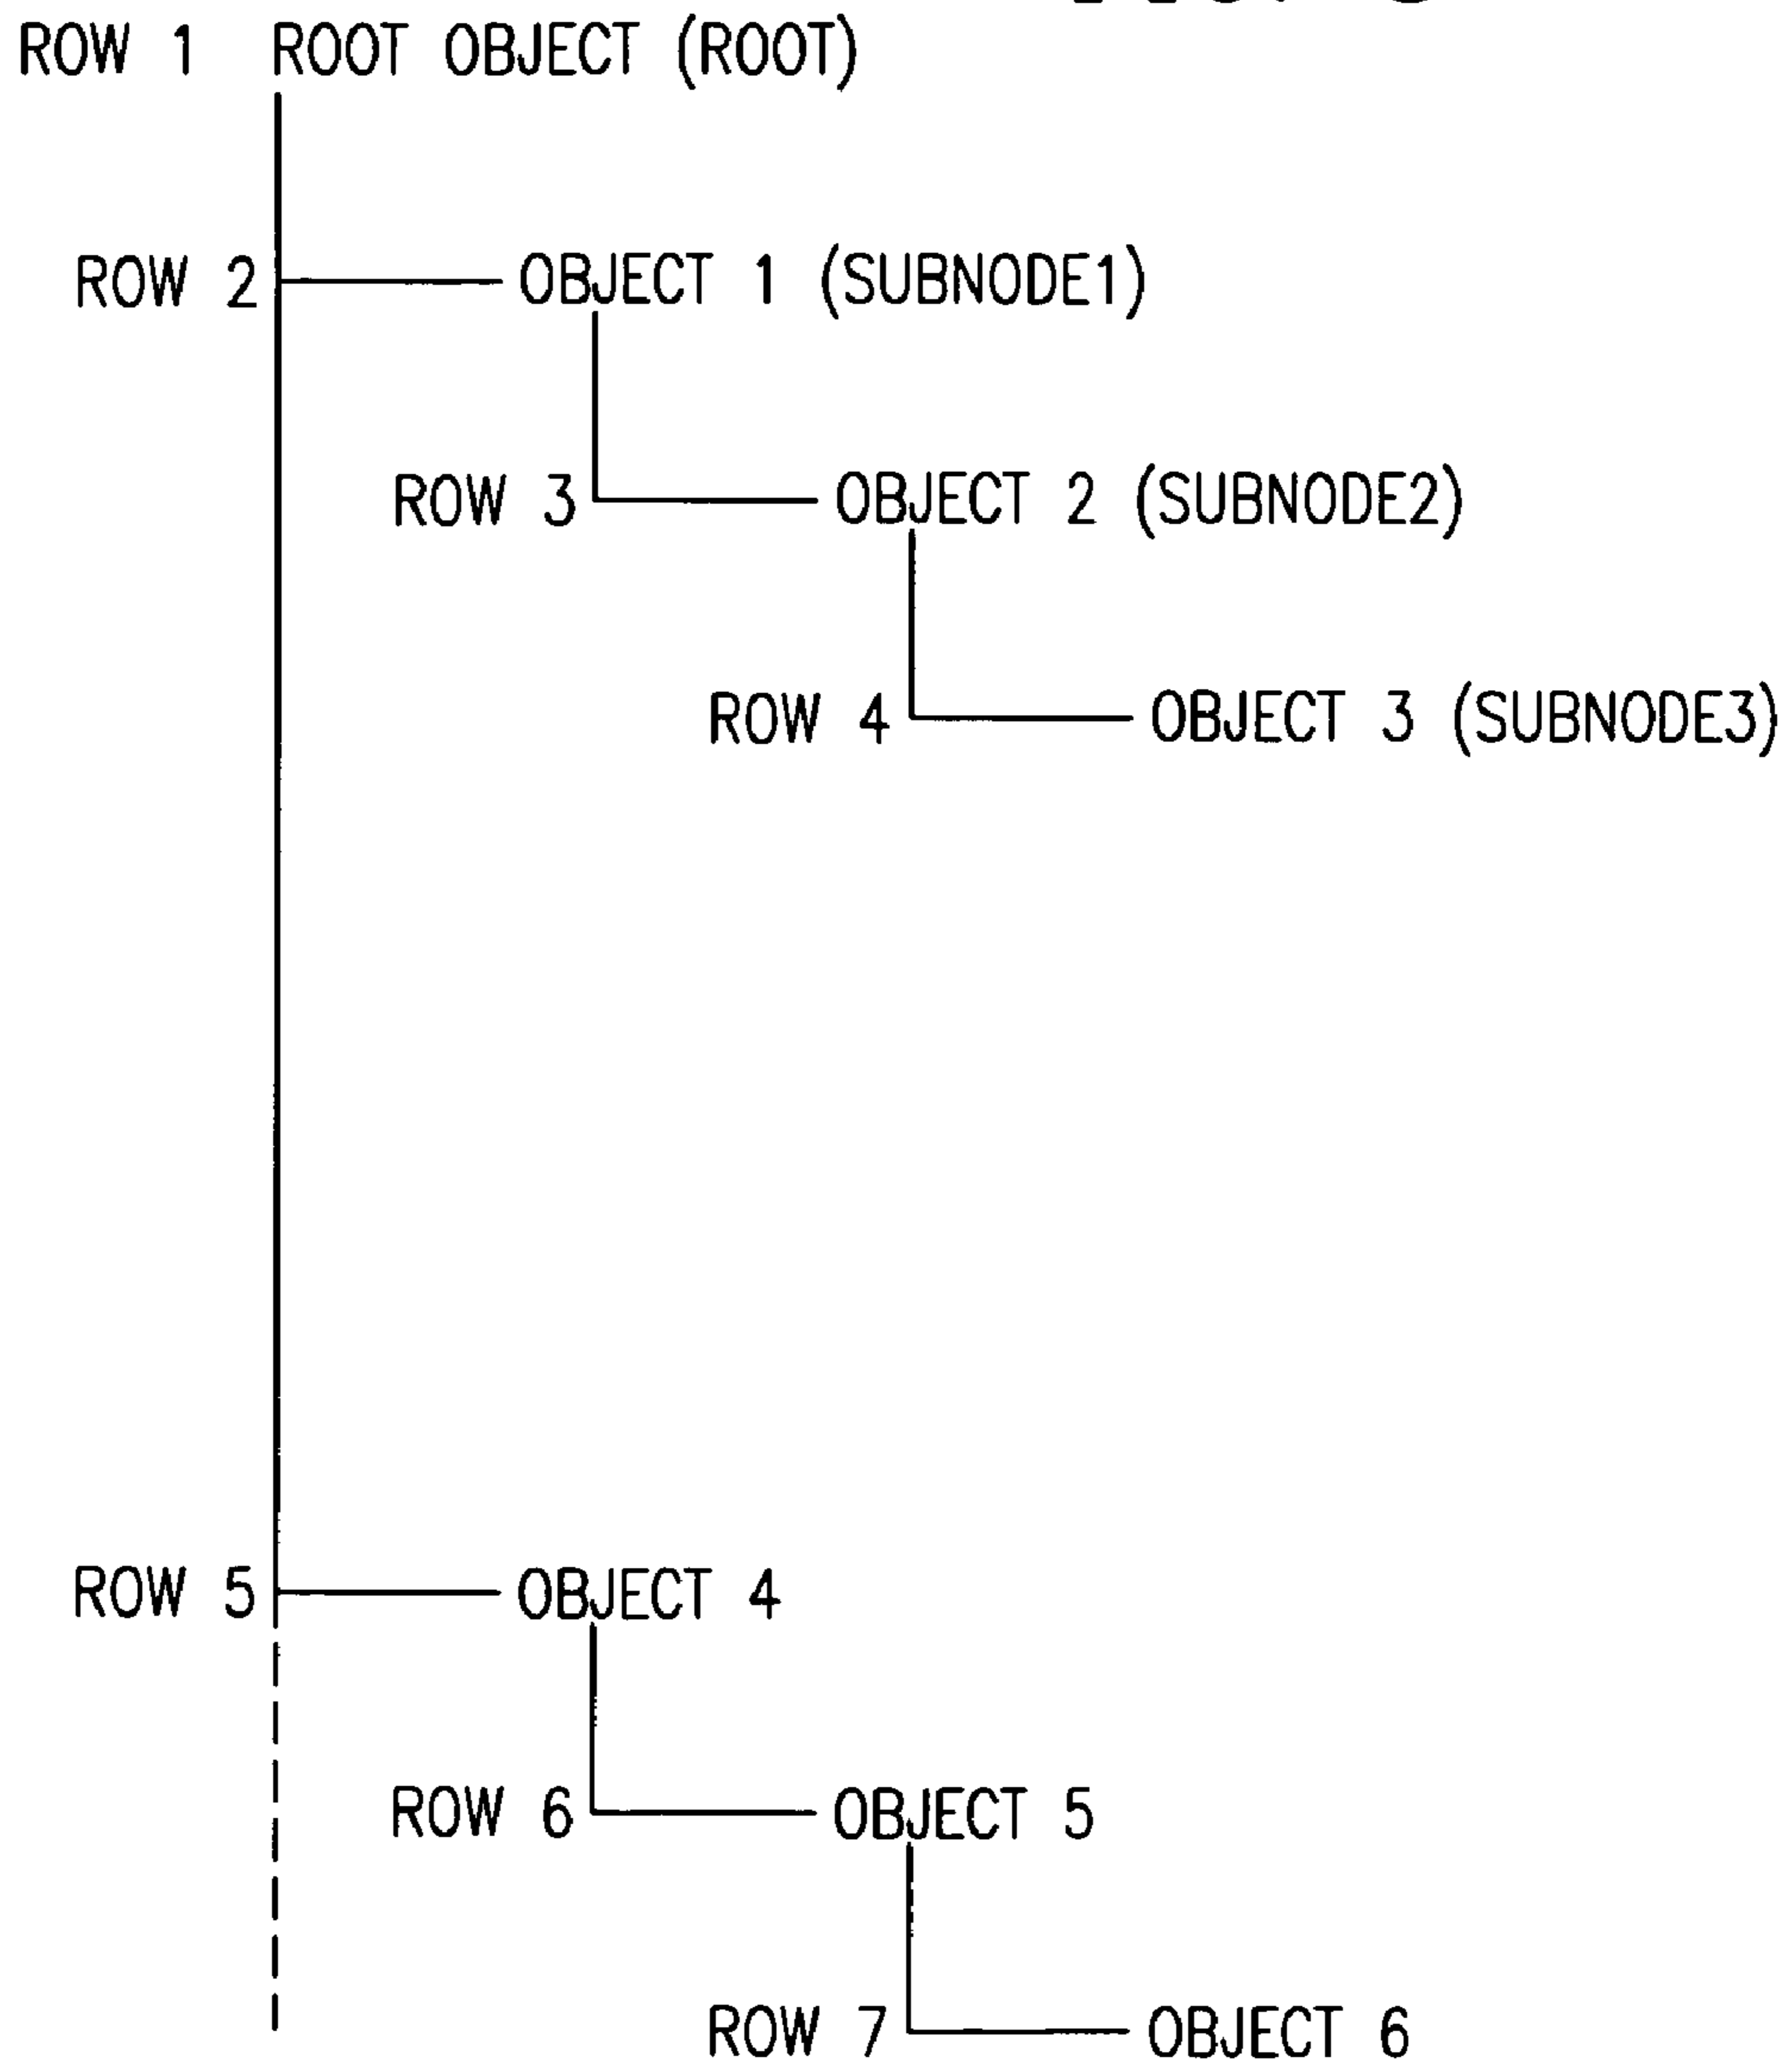 ROW 1 ROOT OBJECT (ROOT)
ROW 2 OBJECT 1 (SUBNODE1)
ROW 3 OBJECT 2 (SUBNODE2)
ROW 4 OBJECT 3 (SUBNODE3)
ROW 5 OBJECT 4
ROW 6 OBJECT 5
ROW 7 OBJECT 6